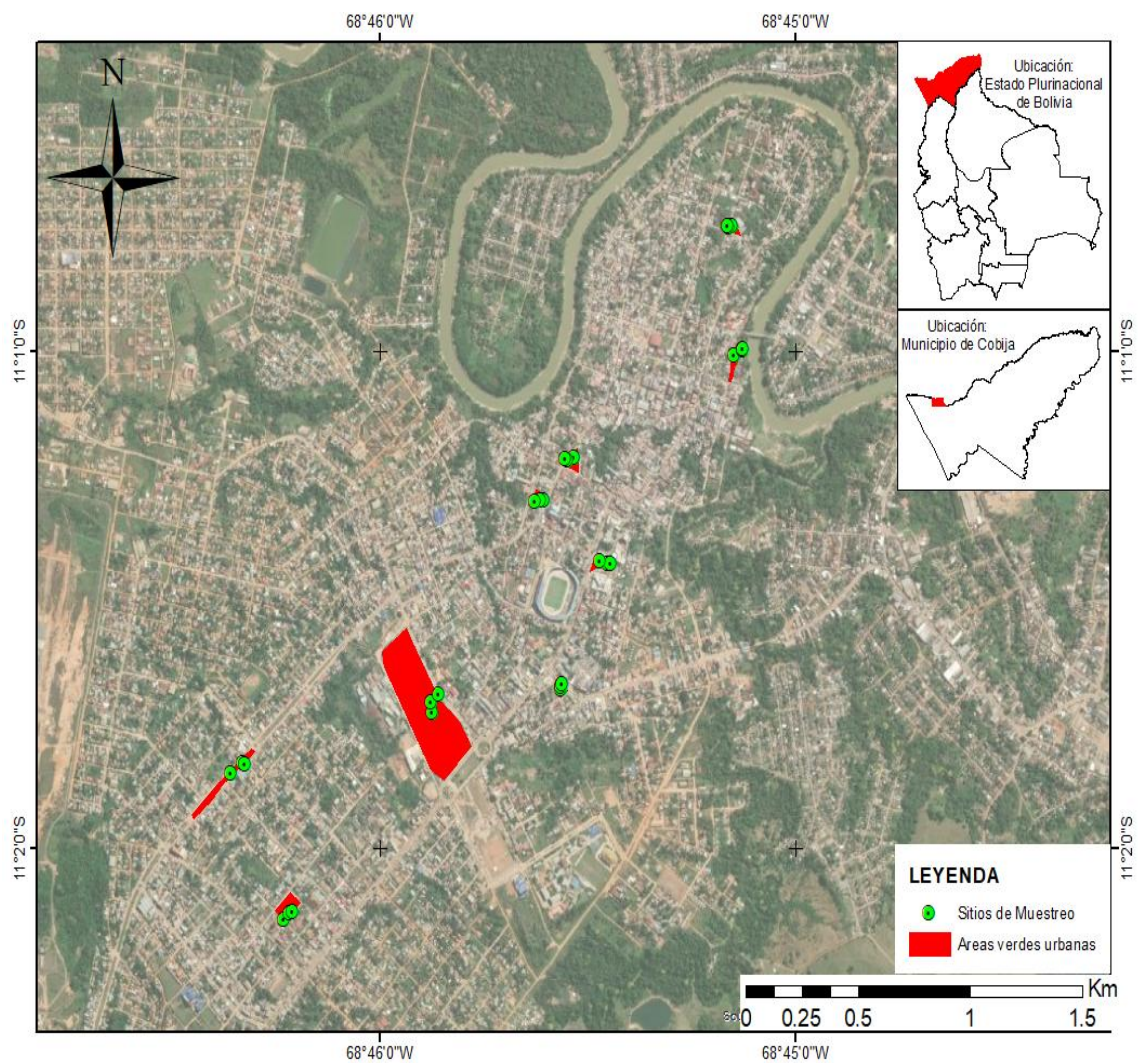 68°46'0"W
68°45'0"W
N
Ubicación:
Estado Plurinacional
de Bolivia
Ubicación:
Municipio de Cobija
11°1'0"S
11°1'0"S
11°2'0"S
11°2'0"S
LEYENDA
Sitios de Muestreo
Areas verdes urbanas
Km
0
0.25
0.5
1
1.5
68°46'0"W
68°45'0"W